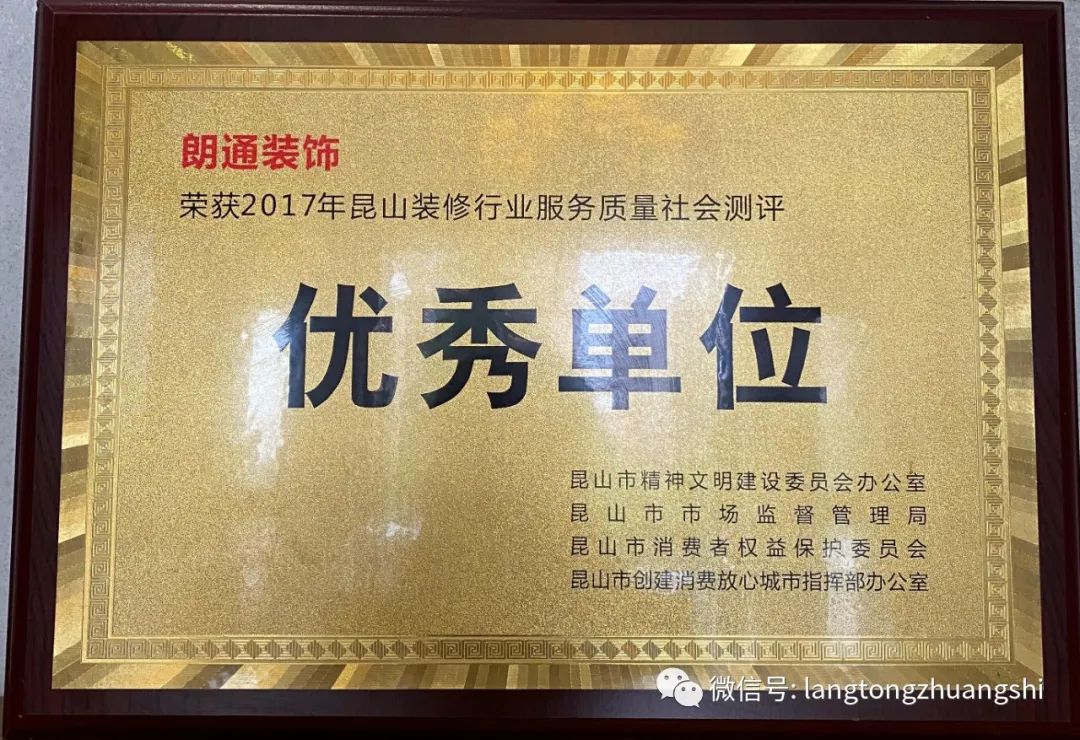 朗通装饰
荣获2017年昆山装修行业服务质量社会测评
优秀单位
昆山市精神文明建设委员会办公室
昆山市市场监督管理局
昆山市消费者权益保护委员会
昆山市创建消费放心城市指挥部办公室
微信号: langtongzhuangshi